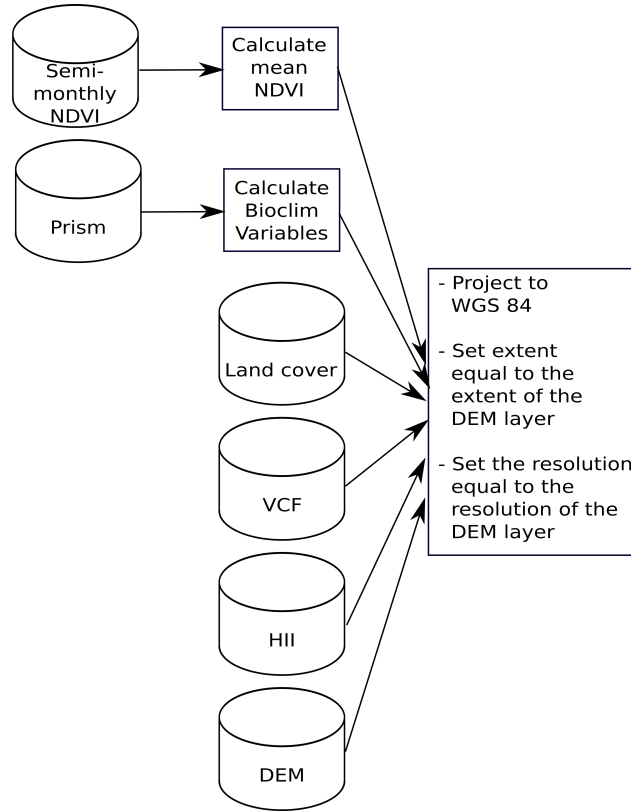 Semi-
monthly
NDVI
Calculate
mean
NDVI
Prism
Calculate
Bioclim
Variables
Land cover
VCF
HII
DEM
- Project to
WGS 84
- Set extent
equal to the
extent of the
DEM layer
- Set the resolution
equal to the
resolution of the
DEM layer